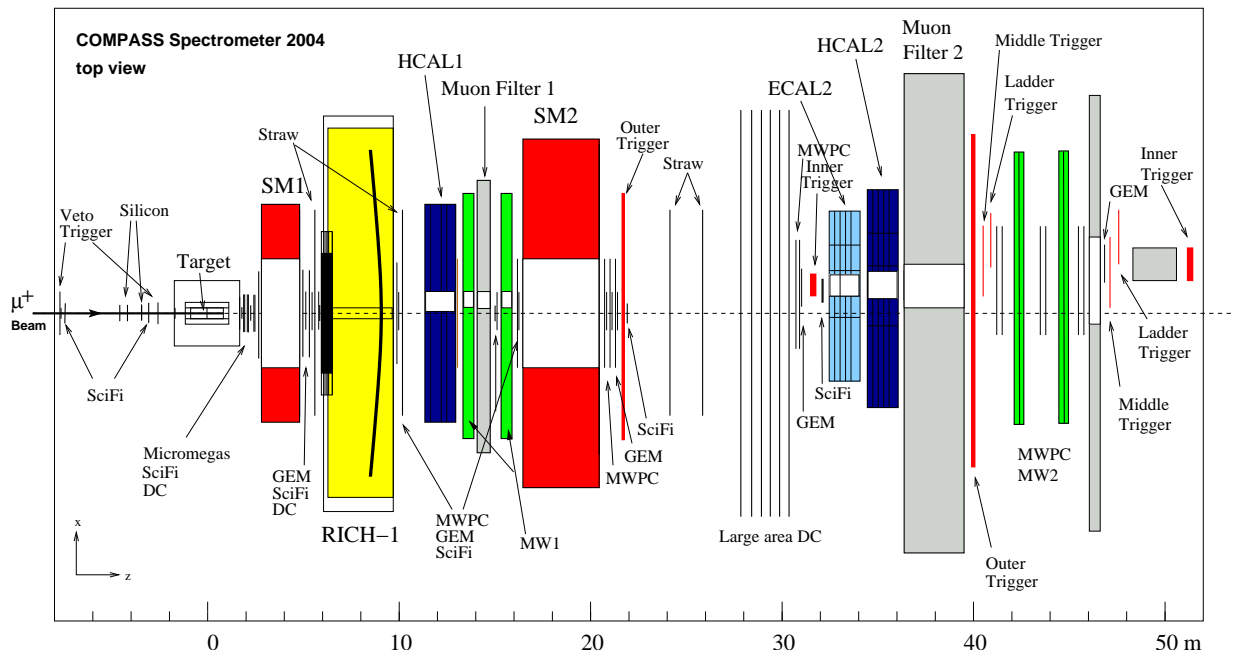 COMPASS Spectrometer 2004
top view
Muon
Filter 2
Middle Trigger
HCAL2
HCAL1
Ladder
Trigger
Muon Filter 1
ECAL2
SM2
Outer
Trigger
Straw
Straw
MWPC
Inner
Trigger
Inner
Trigger
SM1
GEM
Silicon
Veto
Trigger
Target
μ+
Beam
Ladder
Trigger
SciFi
SciFi
GEM
SciFi
Middle
Trigger
Micromegas
SciFi
DC
GEM
SciFi
DC
GEM
MWPC
MWPC
MW2
RICH−1
MWPC
GEM
SciFi
MW1
Large area DC
Outer
Trigger
x
z
0
10
20
30
40
50 m